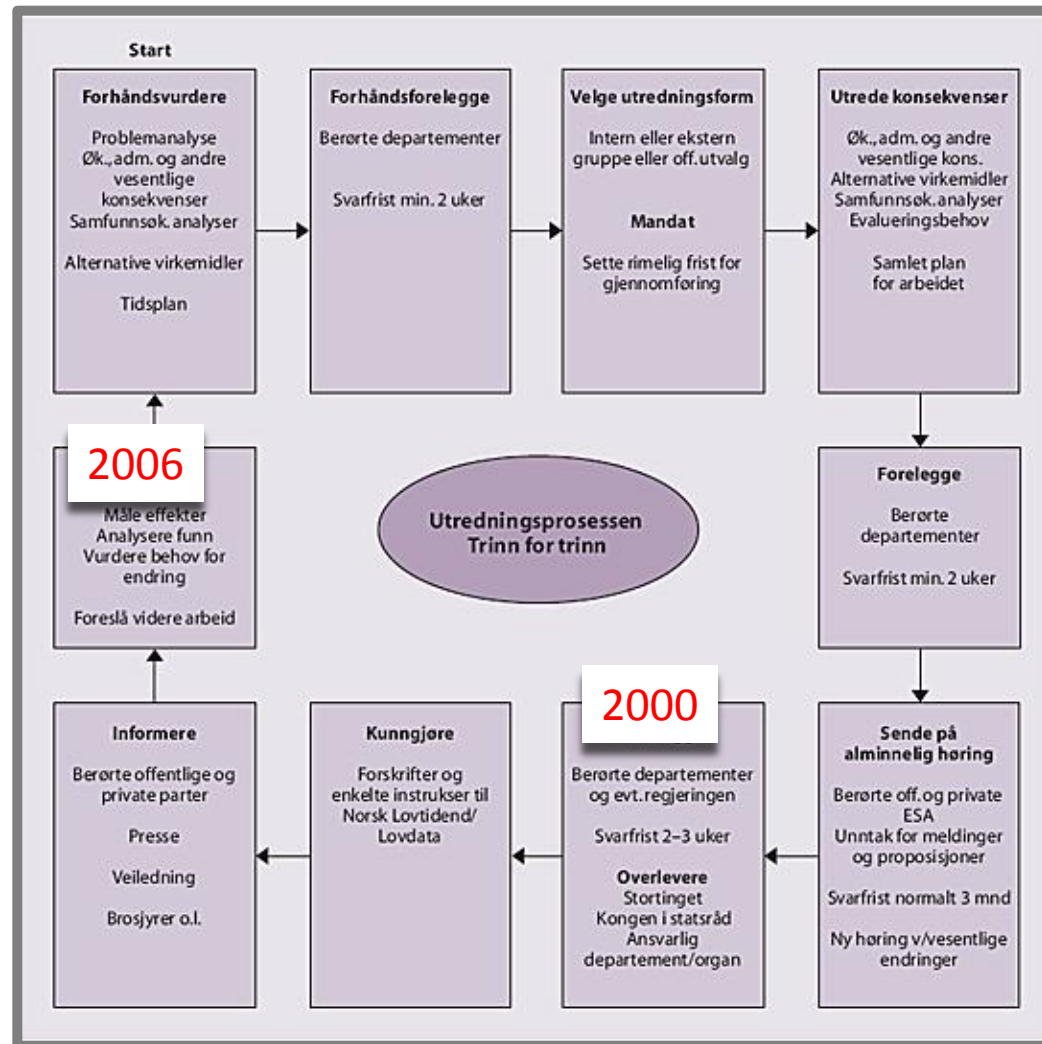 Start
Forhåndsvurdere
Problemanalyse
Øk., adm. og andre
vesentlige
konsekvenser
Samfunnsøk. analyser
Alternative virkemidler
Tidsplan
Forhåndsforelegge
Berørte departementer
Svarfrist min. 2 uker
Velge utredningsform
Intern eller ekstern
gruppe eller off. utvalg
Mandat
Sette rimelig frist for
gjennomføring
Utrede konsekvenser
Øk., adm. og andre
vesentlige kons.
Alternative virkemidler
Samfunnsøk. analyser
Evalueringsbehov
Samlet plan
for arbeidet
Forelegge
Berørte
departementer
Svarfrist min. 2 uker
Sende på
alminnelig høring
Berørte off. og private
ESA
Unntak for meldinger
og proposisjoner
Svarfrist normalt 3 mnd
Ny høring v/vesentlige
endringer
2000
Berørte departementer
og evt. regjeringen
Svarfrist 2–3 uker
Overlevere
Stortinget
Kongen i statsråd
Ansvarlig
departement/organ
Kunngjøre
Forskrifter og
enkelte instrukser til
Norsk Lovtidend/
Lovdata
Informere
Berørte offentlige og
private parter
Presse
Veiledning
Brosjyrer o.l.
2006
Måle effekter
Analysere funn
Vurdere behov for
endring
Foreslå videre arbeid
Utredningsprosessen
Trinn for trinn